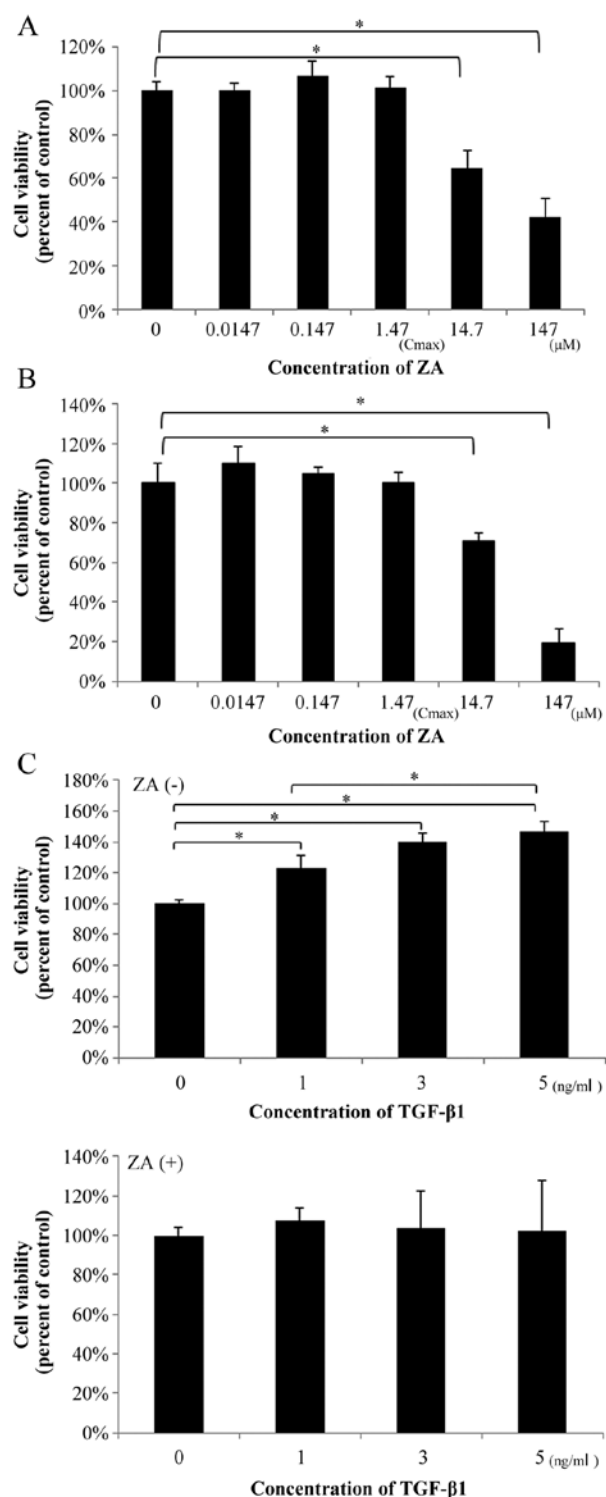 A
120%
100%
80%
60%
40%
20%
0%
Cell viability
(percent of control)
*
*
0 0.0147 0.147 1.47 14.7 147
(Cmax) (μM)
Concentration of ZA
B
140%
120%
100%
80%
60%
40%
20%
0%
Cell viability
(percent of control)
*
*
0 0.0147 0.147 1.47 (Cmax) 14.7 147 (μM)
Concentration of ZA
C
ZA (-)
180%
160%
140%
120%
100%
80%
60%
40%
20%
0%
Cell viability
(percent of control)
*
*
*
*
0 1 3 5 (ng/ml )
Concentration of TGF-β1
ZA (+)
140%
120%
100%
80%
60%
40%
20%
0%
Cell viability
(percent of control)
0 1 3 5 (ng/ml )
Concentration of TGF-β1